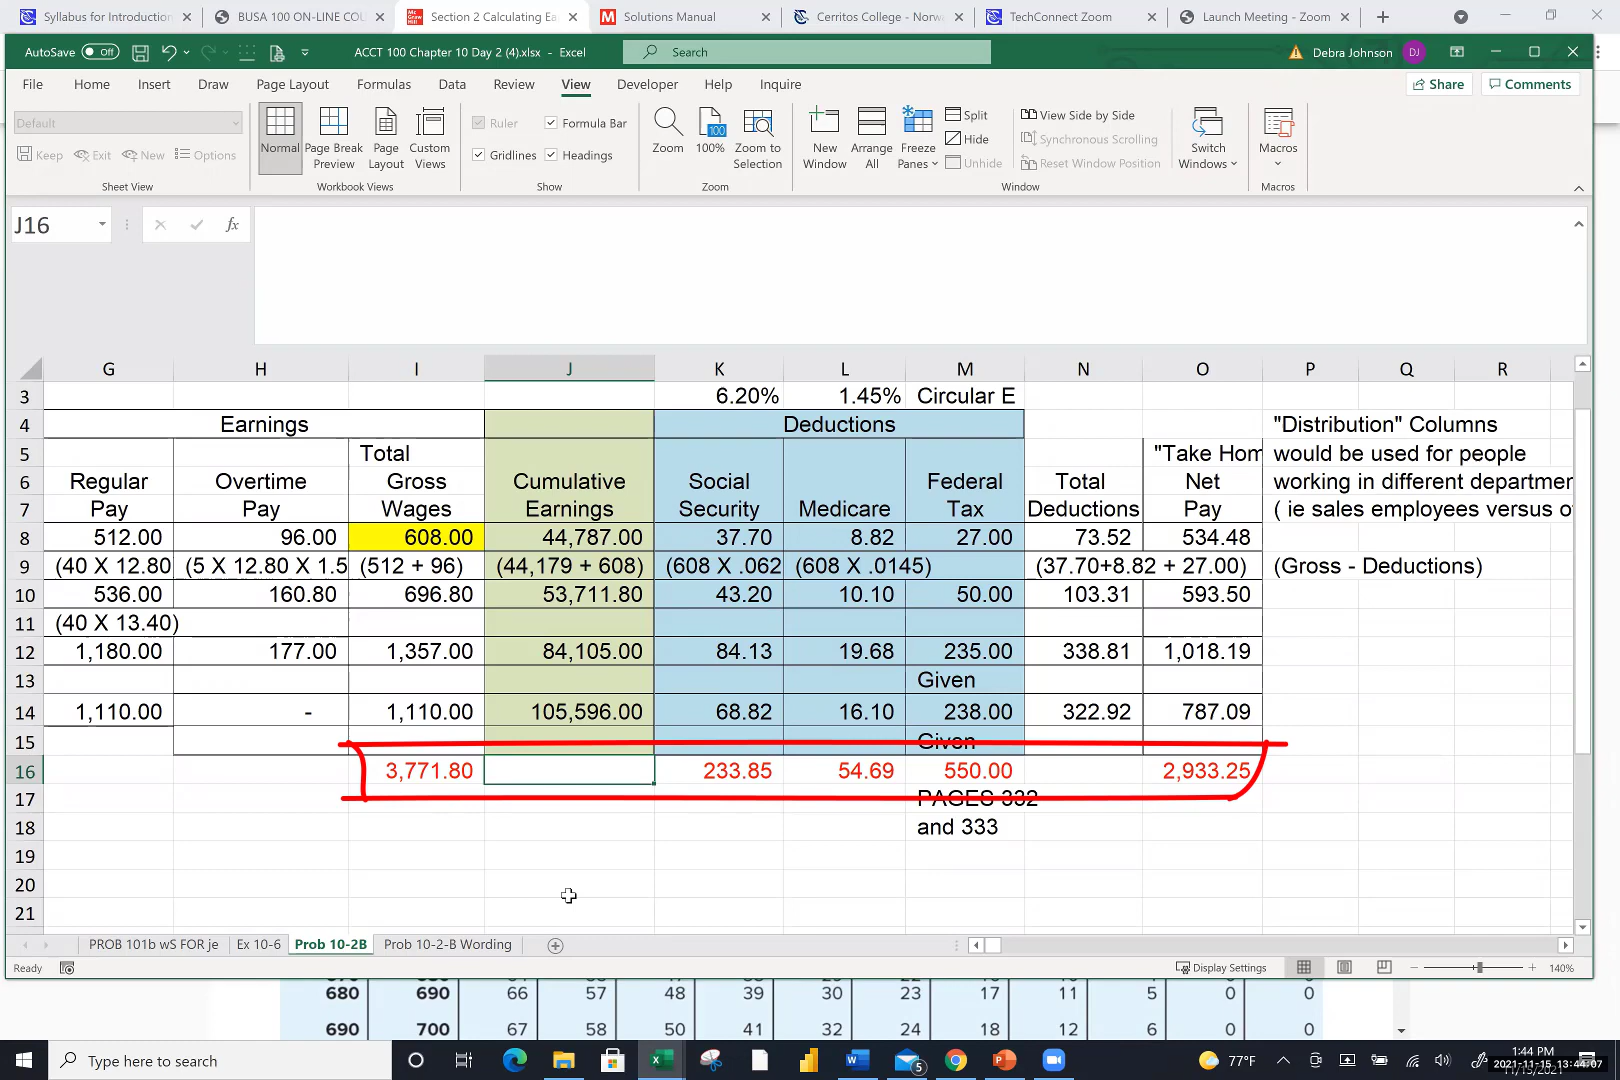 Syllabus for Introduction × BUSA 100 ON-LINE COU × Section 2 Calculating Ea × Solutions Manual × Cerritos College - Norw × TechConnect Zoom × Launch Meeting - Zoom × +
AutoSave Off ACCT 100 Chapter 10 Day 2 (4).xlsx - Excel Search Debra Johnson DJ
File Home Insert Draw Page Layout Formulas Data Review View Developer Help Inquire Share Comments
Default Ruler Formula Bar Split View Side by Side
Hide Synchronous Scrolling
Normal Page Break Page Custom Zoom 100% Zoom to New Arrange Freeze Switch Macros
Keep Exit New Options Preview Layout Views Gridlines Headings Selection Window All Panes Unhide Reset Window Position Windows
Sheet View Workbook Views Show Zoom Window Macros
J16 fx
G H I J K L M N O P Q R
3 6.20% 1.45% Circular E
4 Earnings Deductions "Distribution" Columns
5 Total "Take Hom would be used for people
6 Regular Overtime Gross Cumulative Social Federal Total Net working in different departmen
7 Pay Pay Wages Earnings Security Medicare Tax Deductions Pay ( ie sales employees versus o
8 512.00 96.00 608.00 44,787.00 37.70 8.82 27.00 73.52 534.48
9 (40 X 12.80 (5 X 12.80 X 1.5 (512 + 96) (44,179 + 608) (608 X .062 (608 X .0145) (37.70+8.82 + 27.00) (Gross - Deductions)
10 536.00 160.80 696.80 53,711.80 43.20 10.10 50.00 103.31 593.50
11 (40 X 13.40)
12 1,180.00 177.00 1,357.00 84,105.00 84.13 19.68 235.00 338.81 1,018.19
13 Given
14 1,110.00 - 1,110.00 105,596.00 68.82 16.10 238.00 322.92 787.09
15 Given
16 3,771.80 233.85 54.69 550.00 2,933.25
17 PAGES 332
18 and 333
19
20
21
PROB 101b wS FOR je Ex 10-6 Prob 10-2B Prob 10-2-B Wording
Ready Display Settings 140%
680 690 66 57 48 39 30 23 17 11 5 0 0
690 700 67 58 50 41 32 24 18 12 6 0 0
Type here to search 5 77°F 1:44 PM
2021-11-15 13:44:07